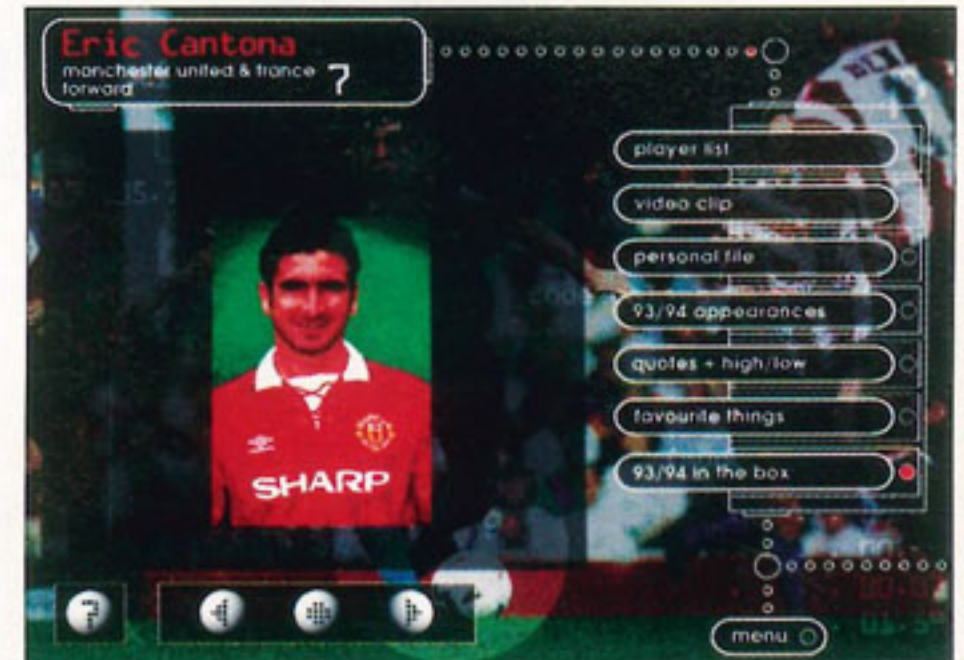 Eric Cantona
manchester united & france
forward
7
player list
video clip
personal file
93/94 appearances
quotes + high/low
favourite things
93/94 in the box
SHARP
?
menu